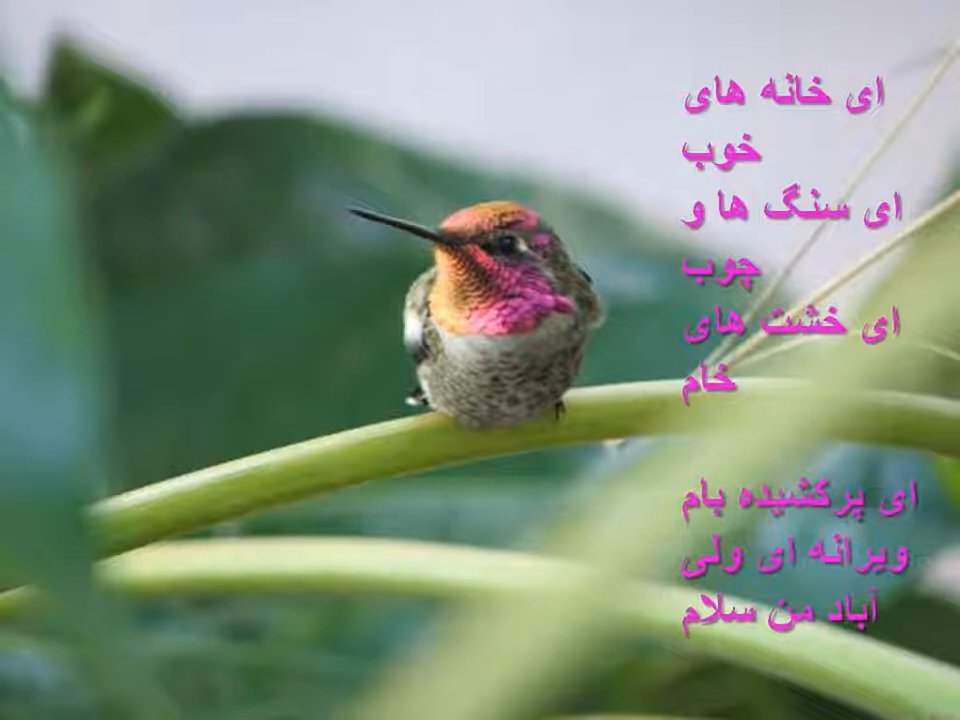 ای خانه های
خوب
ای سنگ ها و
چوب
ای خشت های
خام
ای پرکشیده بام
ویرانه ای ولی
آباد من سلام